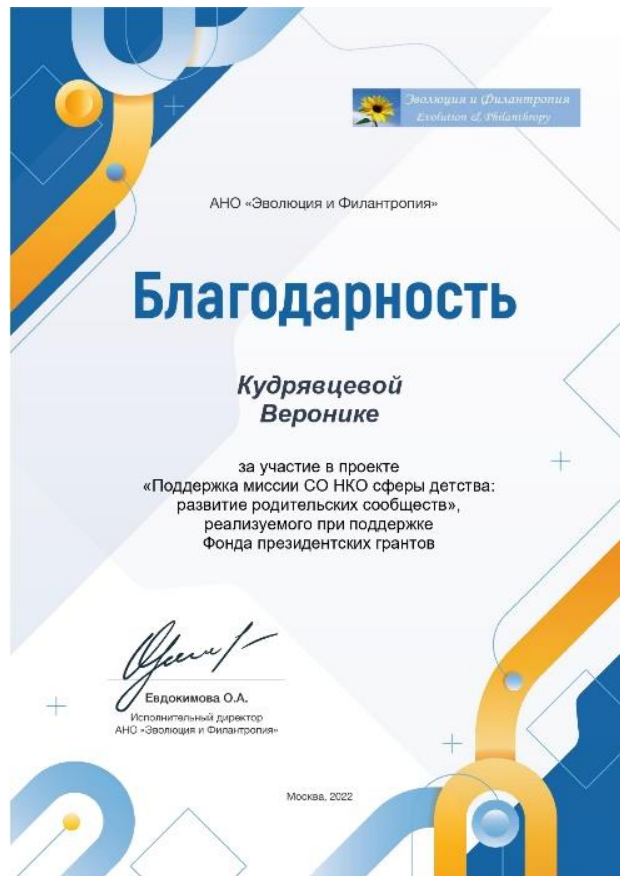 Эволюция и Филантропия
Evolution & Philanthropy
АНО «Эволюция и Филантропия»
Благодарность
Кудрявцевой
Веронике
за участие в проекте
«Поддержка миссии СО НКО сферы детства:
развитие родительских сообществ»,
реализуемого при поддержке
Фонда президентских грантов
Евдокимова О.А.
Исполнительный директор
АНО «Эволюция и Филантропия»
Москва, 2022